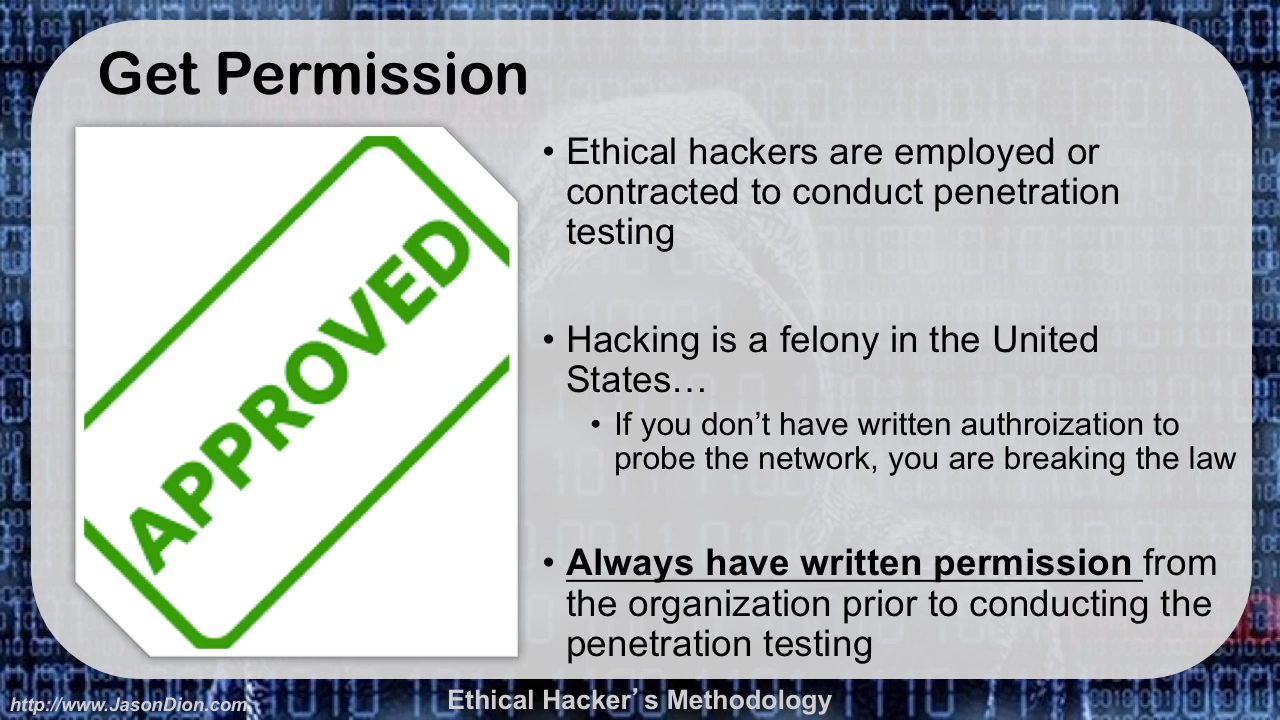 Get Permission
APPROVED
• Ethical hackers are employed or
contracted to conduct penetration
testing
• Hacking is a felony in the United
States…
• If you don’t have written authroization to
probe the network, you are breaking the law
• Always have written permission from
the organization prior to conducting the
penetration testing
http://www.JasonDion.com
Ethical Hacker’s Methodology